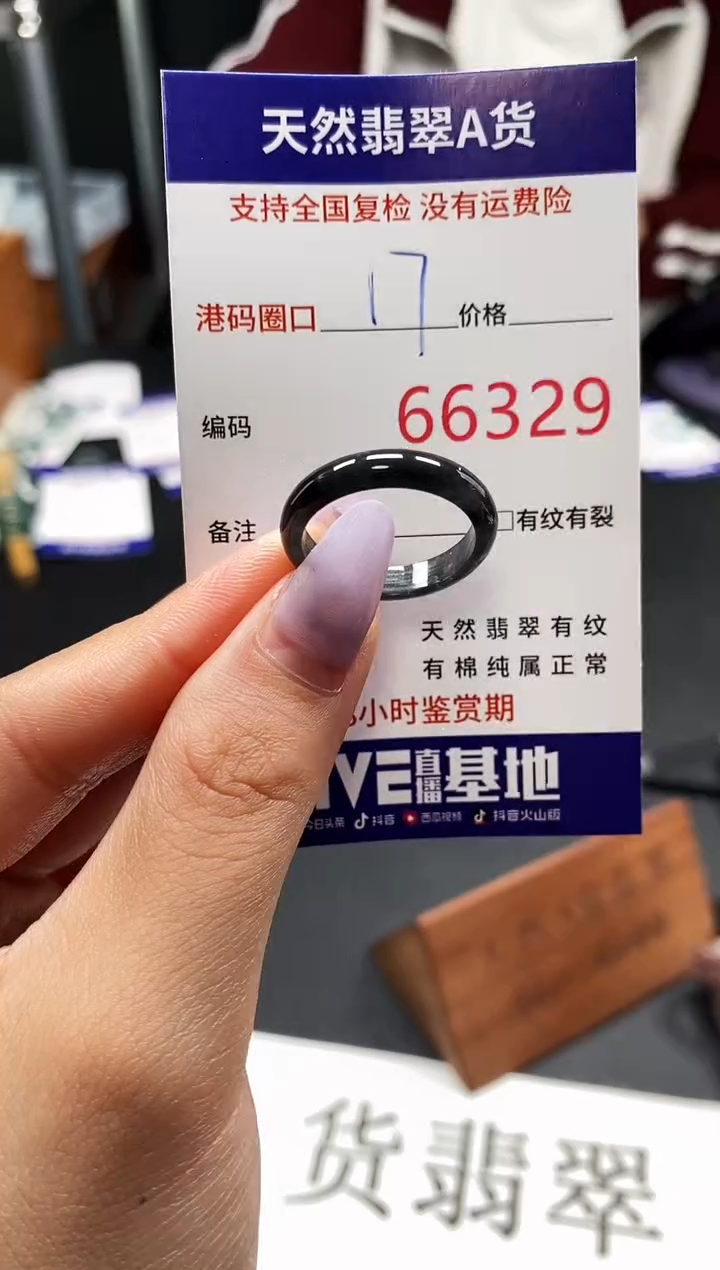 天然翡翠A货
支持全国复检 没有运费险
港码圈口 17 价格
编码 66329
备注 有纹有裂
天然翡翠有纹
有棉纯属正常
小时鉴赏期
IVE直播基地
今日头条 抖音 西瓜视频 抖音火山版
货翡翠